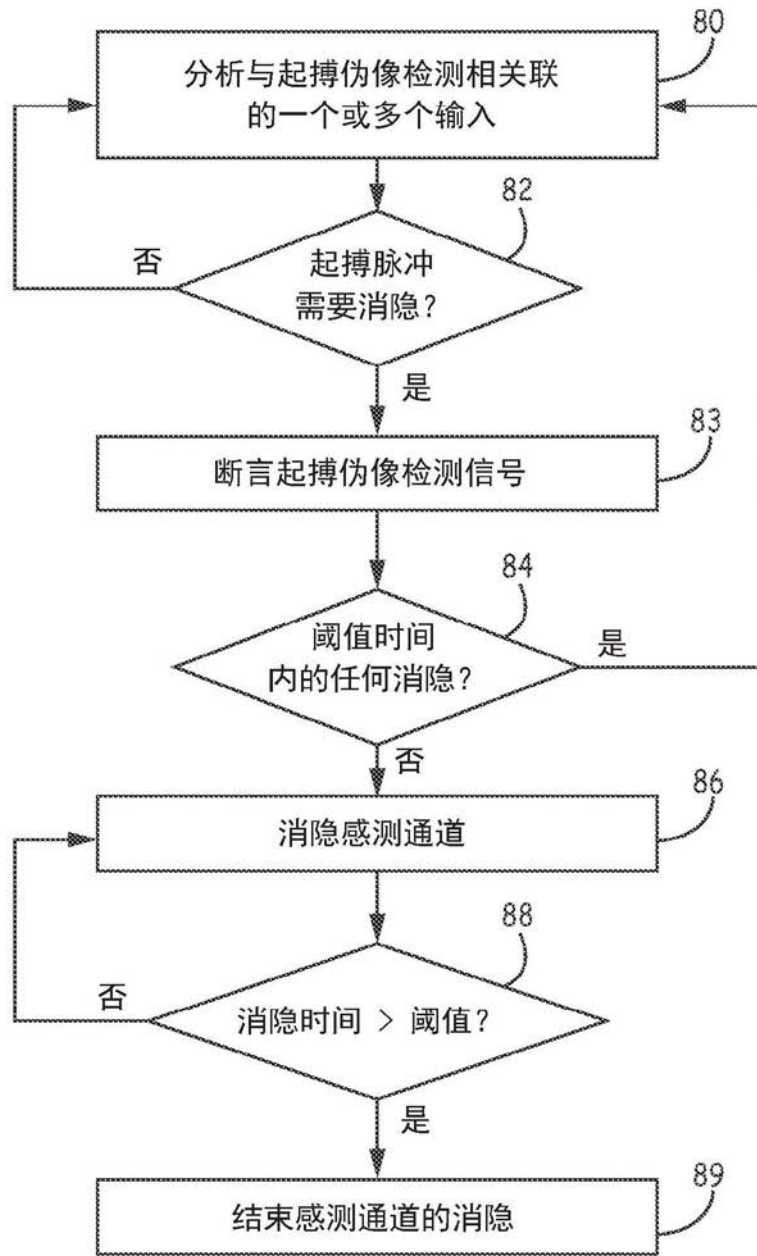 80
分析与起搏伪像检测相关联
的一个或多个输入
82
起搏脉冲
需要消隐？
否
是
83
断言起搏伪像检测信号
84
阈值时间
内的任何消隐？
是
否
86
消隐感测通道
88
消隐时间 > 阈值？
否
是
89
结束感测通道的消隐